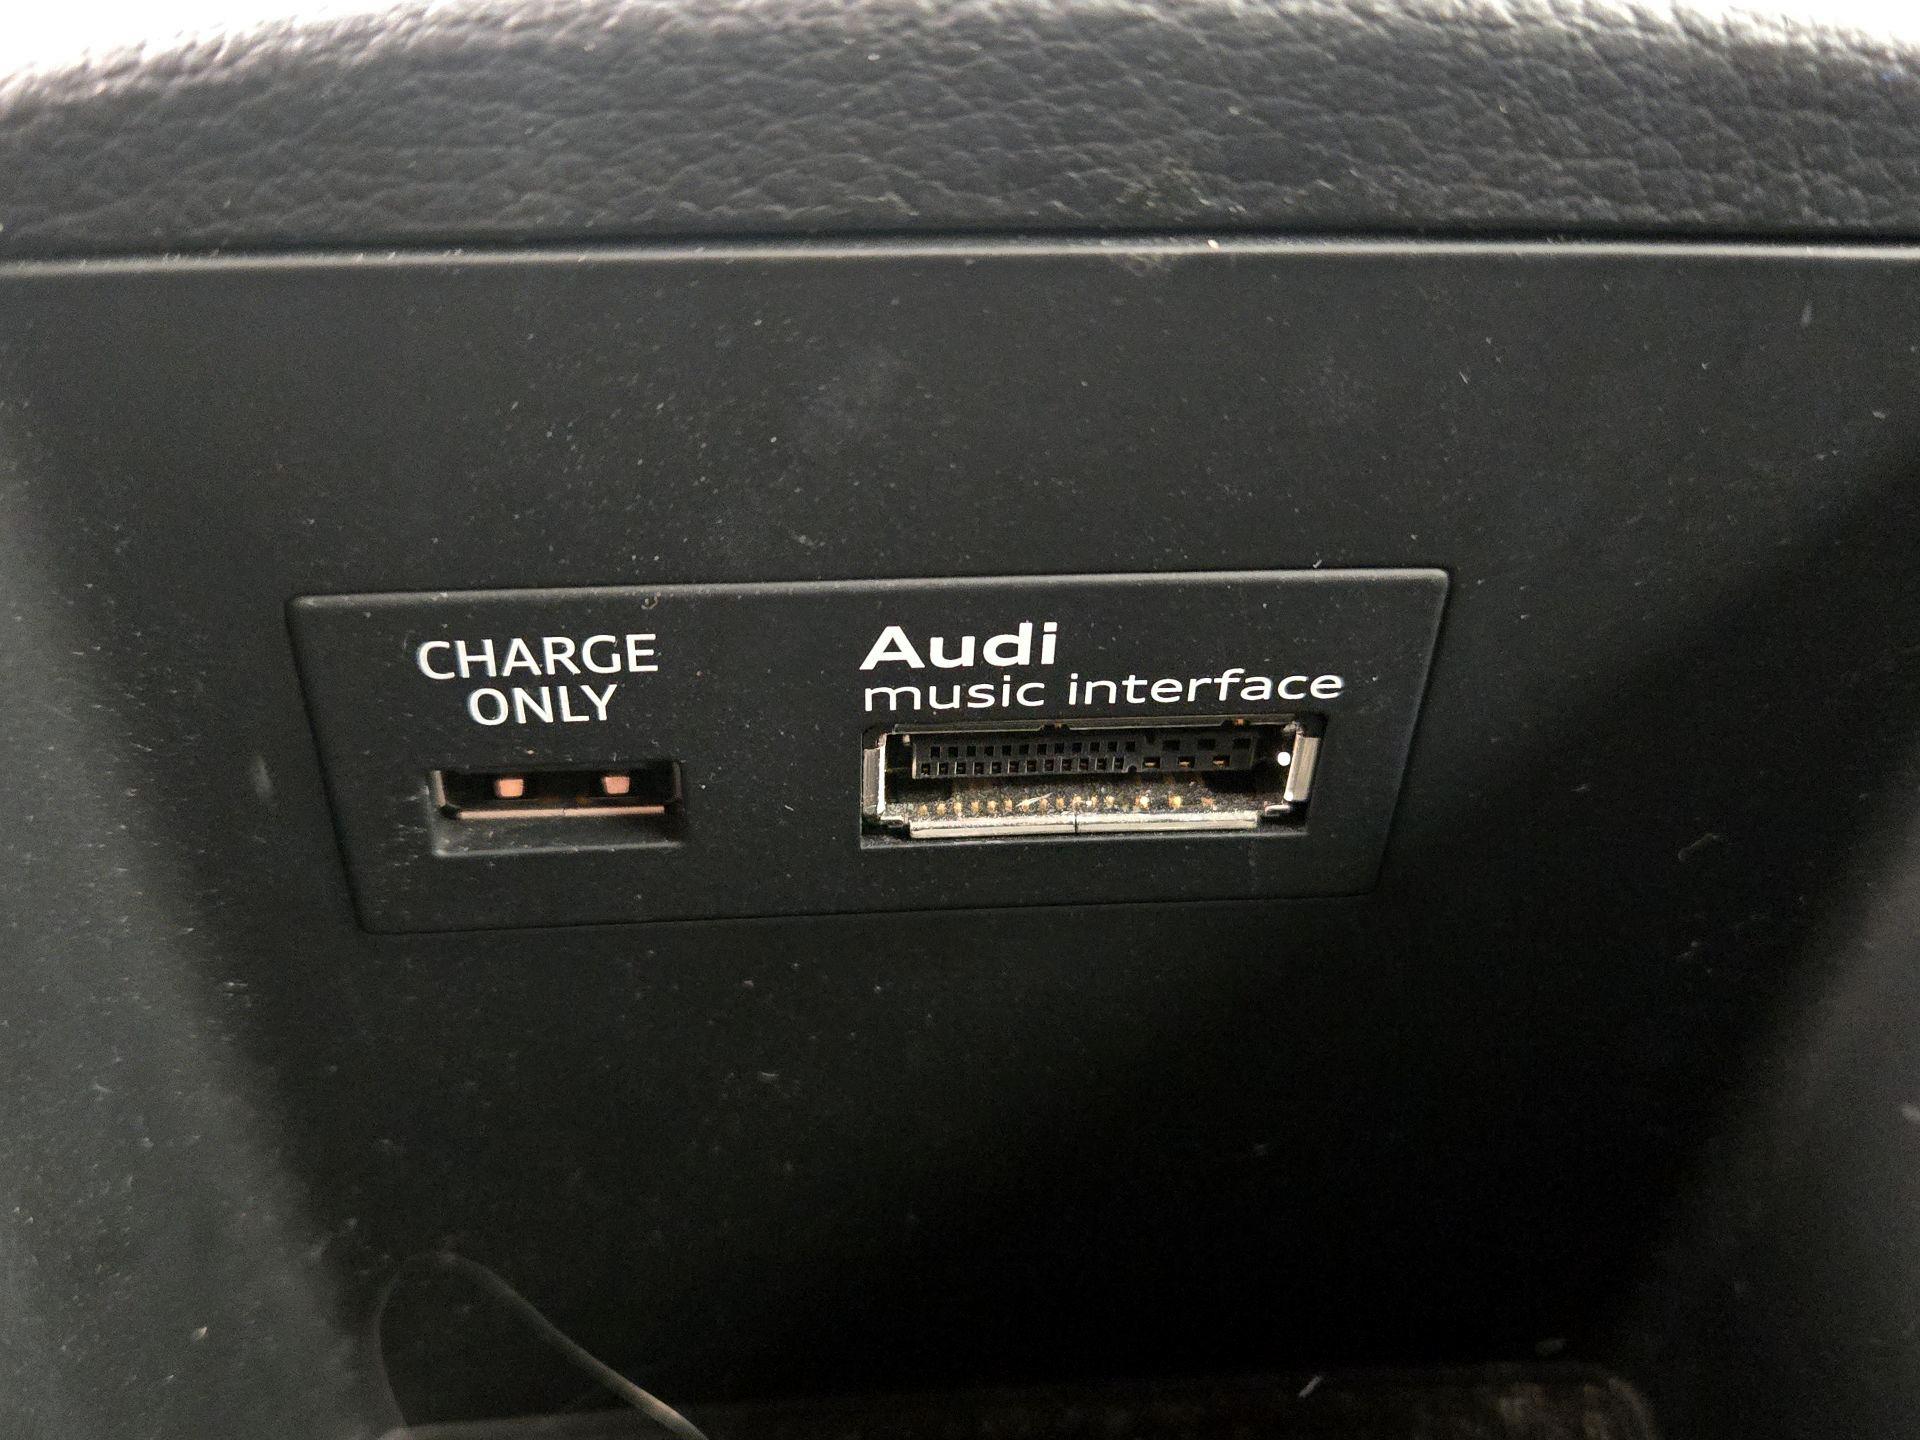 CHARGE
ONLY
Audi
music interface